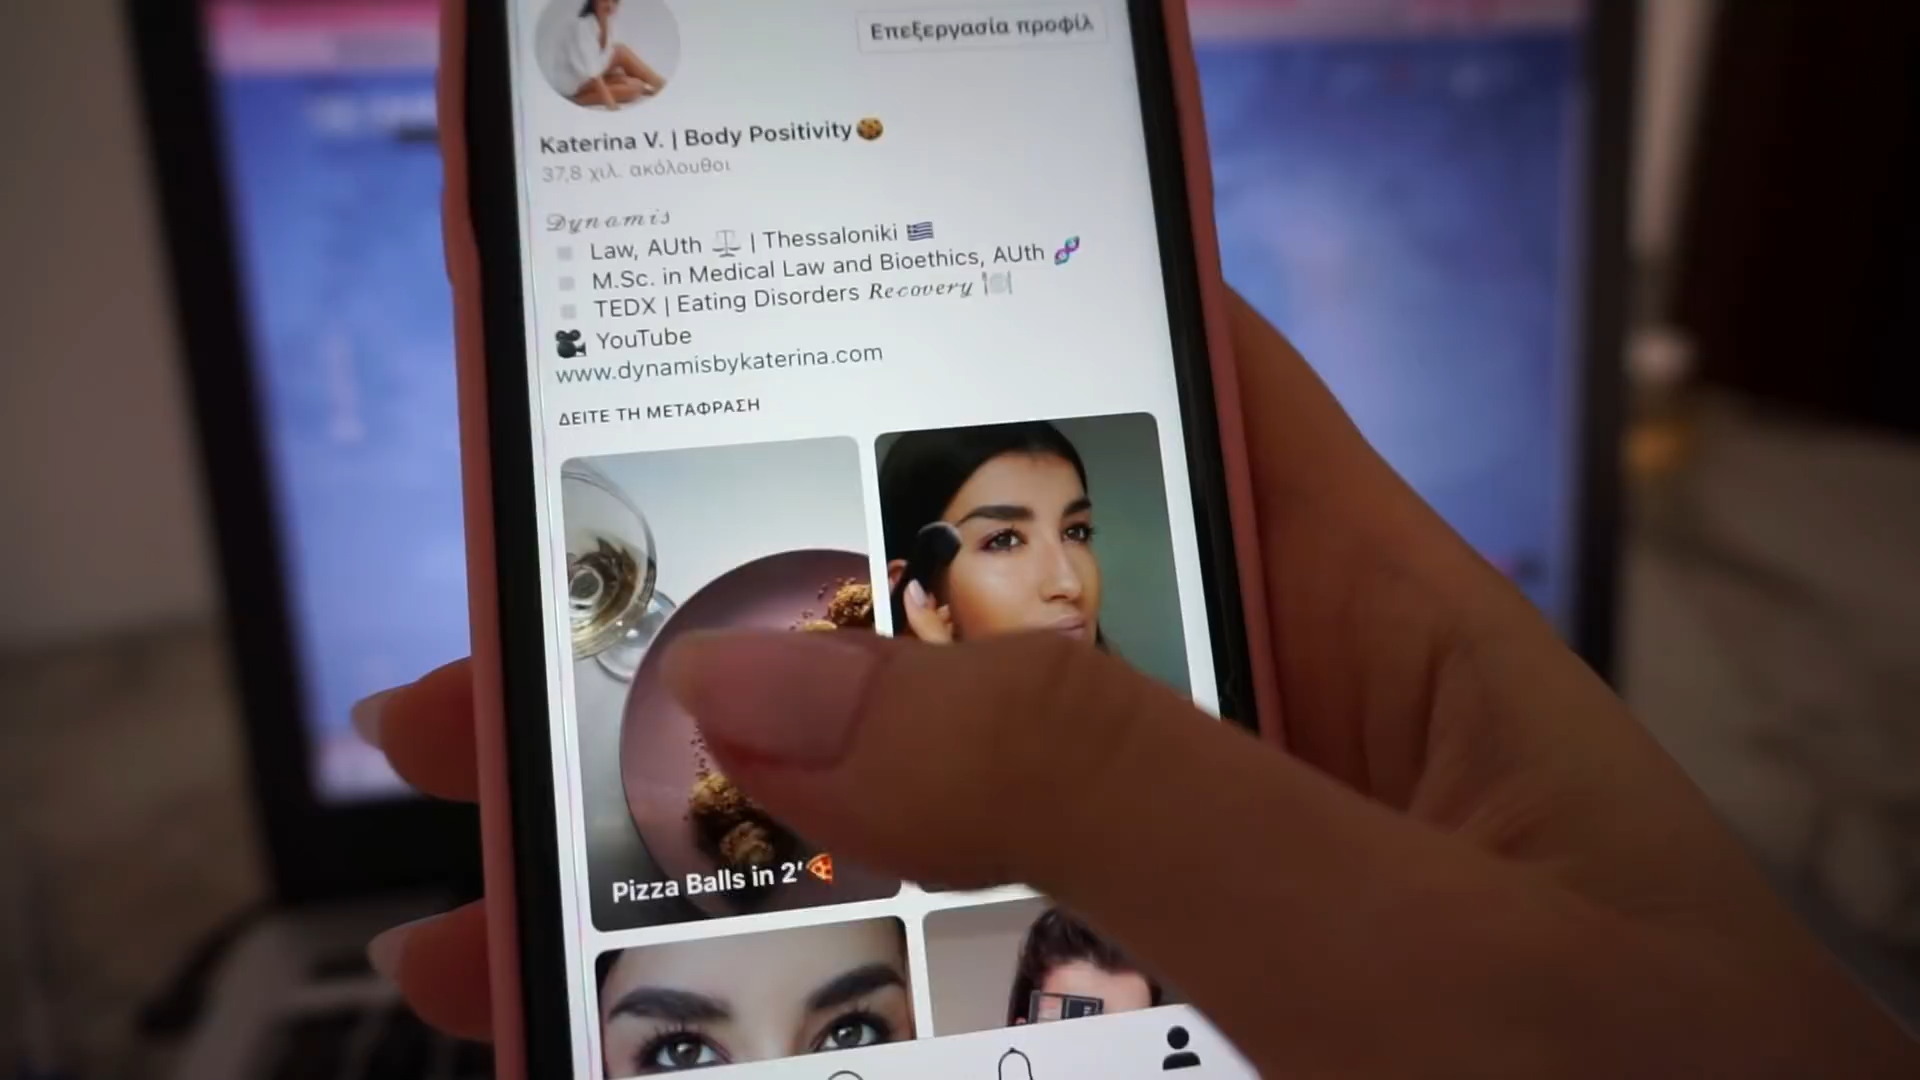 Επεξεργασία προφίλ
Katerina V. | Body Positivity🍪
37,8 χιλ. ακόλουθοι
𝒟𝓎𝓃𝒶𝓂𝒾𝓈
Law, AUth ⚖️ | Thessaloniki 🇬🇷
M.Sc. in Medical Law and Bioethics, AUth 🧬
TEDX | Eating Disorders 𝑹𝒆𝒄𝒐𝒗𝒆𝒓𝒚 🍽️
🎥 YouTube
www.dynamisbykaterina.com
ΔΕΙΤΕ ΤΗ ΜΕΤΑΦΡΑΣΗ
Pizza Balls in 2'🍕